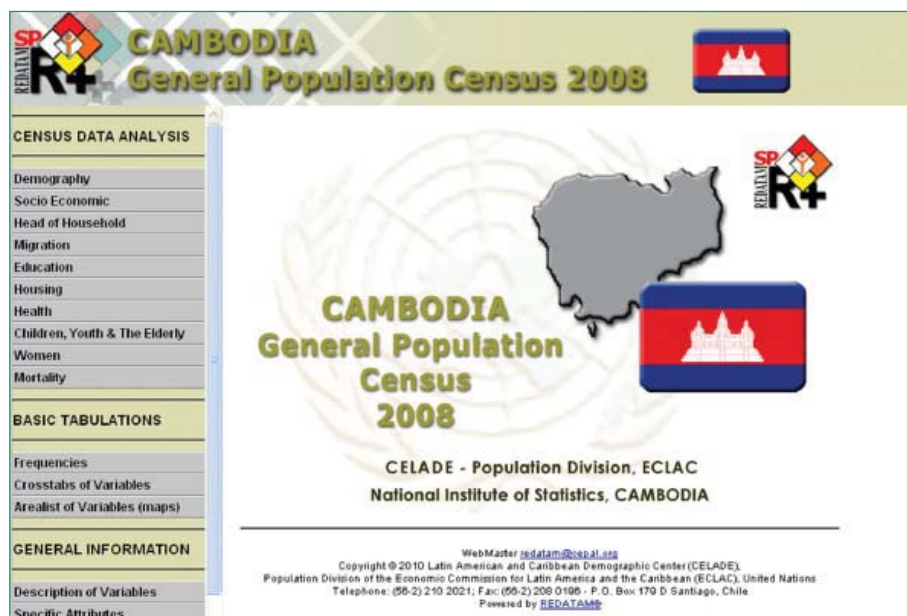 REDATAM SP R+
CAMBODIA
General Population Census 2008
CENSUS DATA ANALYSIS
Demography
Socio Economic
Head of Household
Migration
Education
Housing
Health
Children, Youth & The Elderly
Women
Mortality
BASIC TABULATIONS
Frequencies
Crosstabs of Variables
Arealist of Variables (maps)
GENERAL INFORMATION
Description of Variables
Specific Attributes
REDATAM SP R+
CAMBODIA
General Population
Census
2008
CELADE - Population Division, ECLAC
National Institute of Statistics, CAMBODIA
WebMaster redatam@cepal.org
Copyright © 2010 Latin American and Caribbean Demographic Center (CELADE),
Population Division of the Economic Commission for Latin America and the Caribbean (ECLAC), United Nations
Telephone: (56-2) 210 2021; Fax: (56-2) 208 0196 - P.O. Box 179 D Santiago, Chile
Powered by REDATAM®